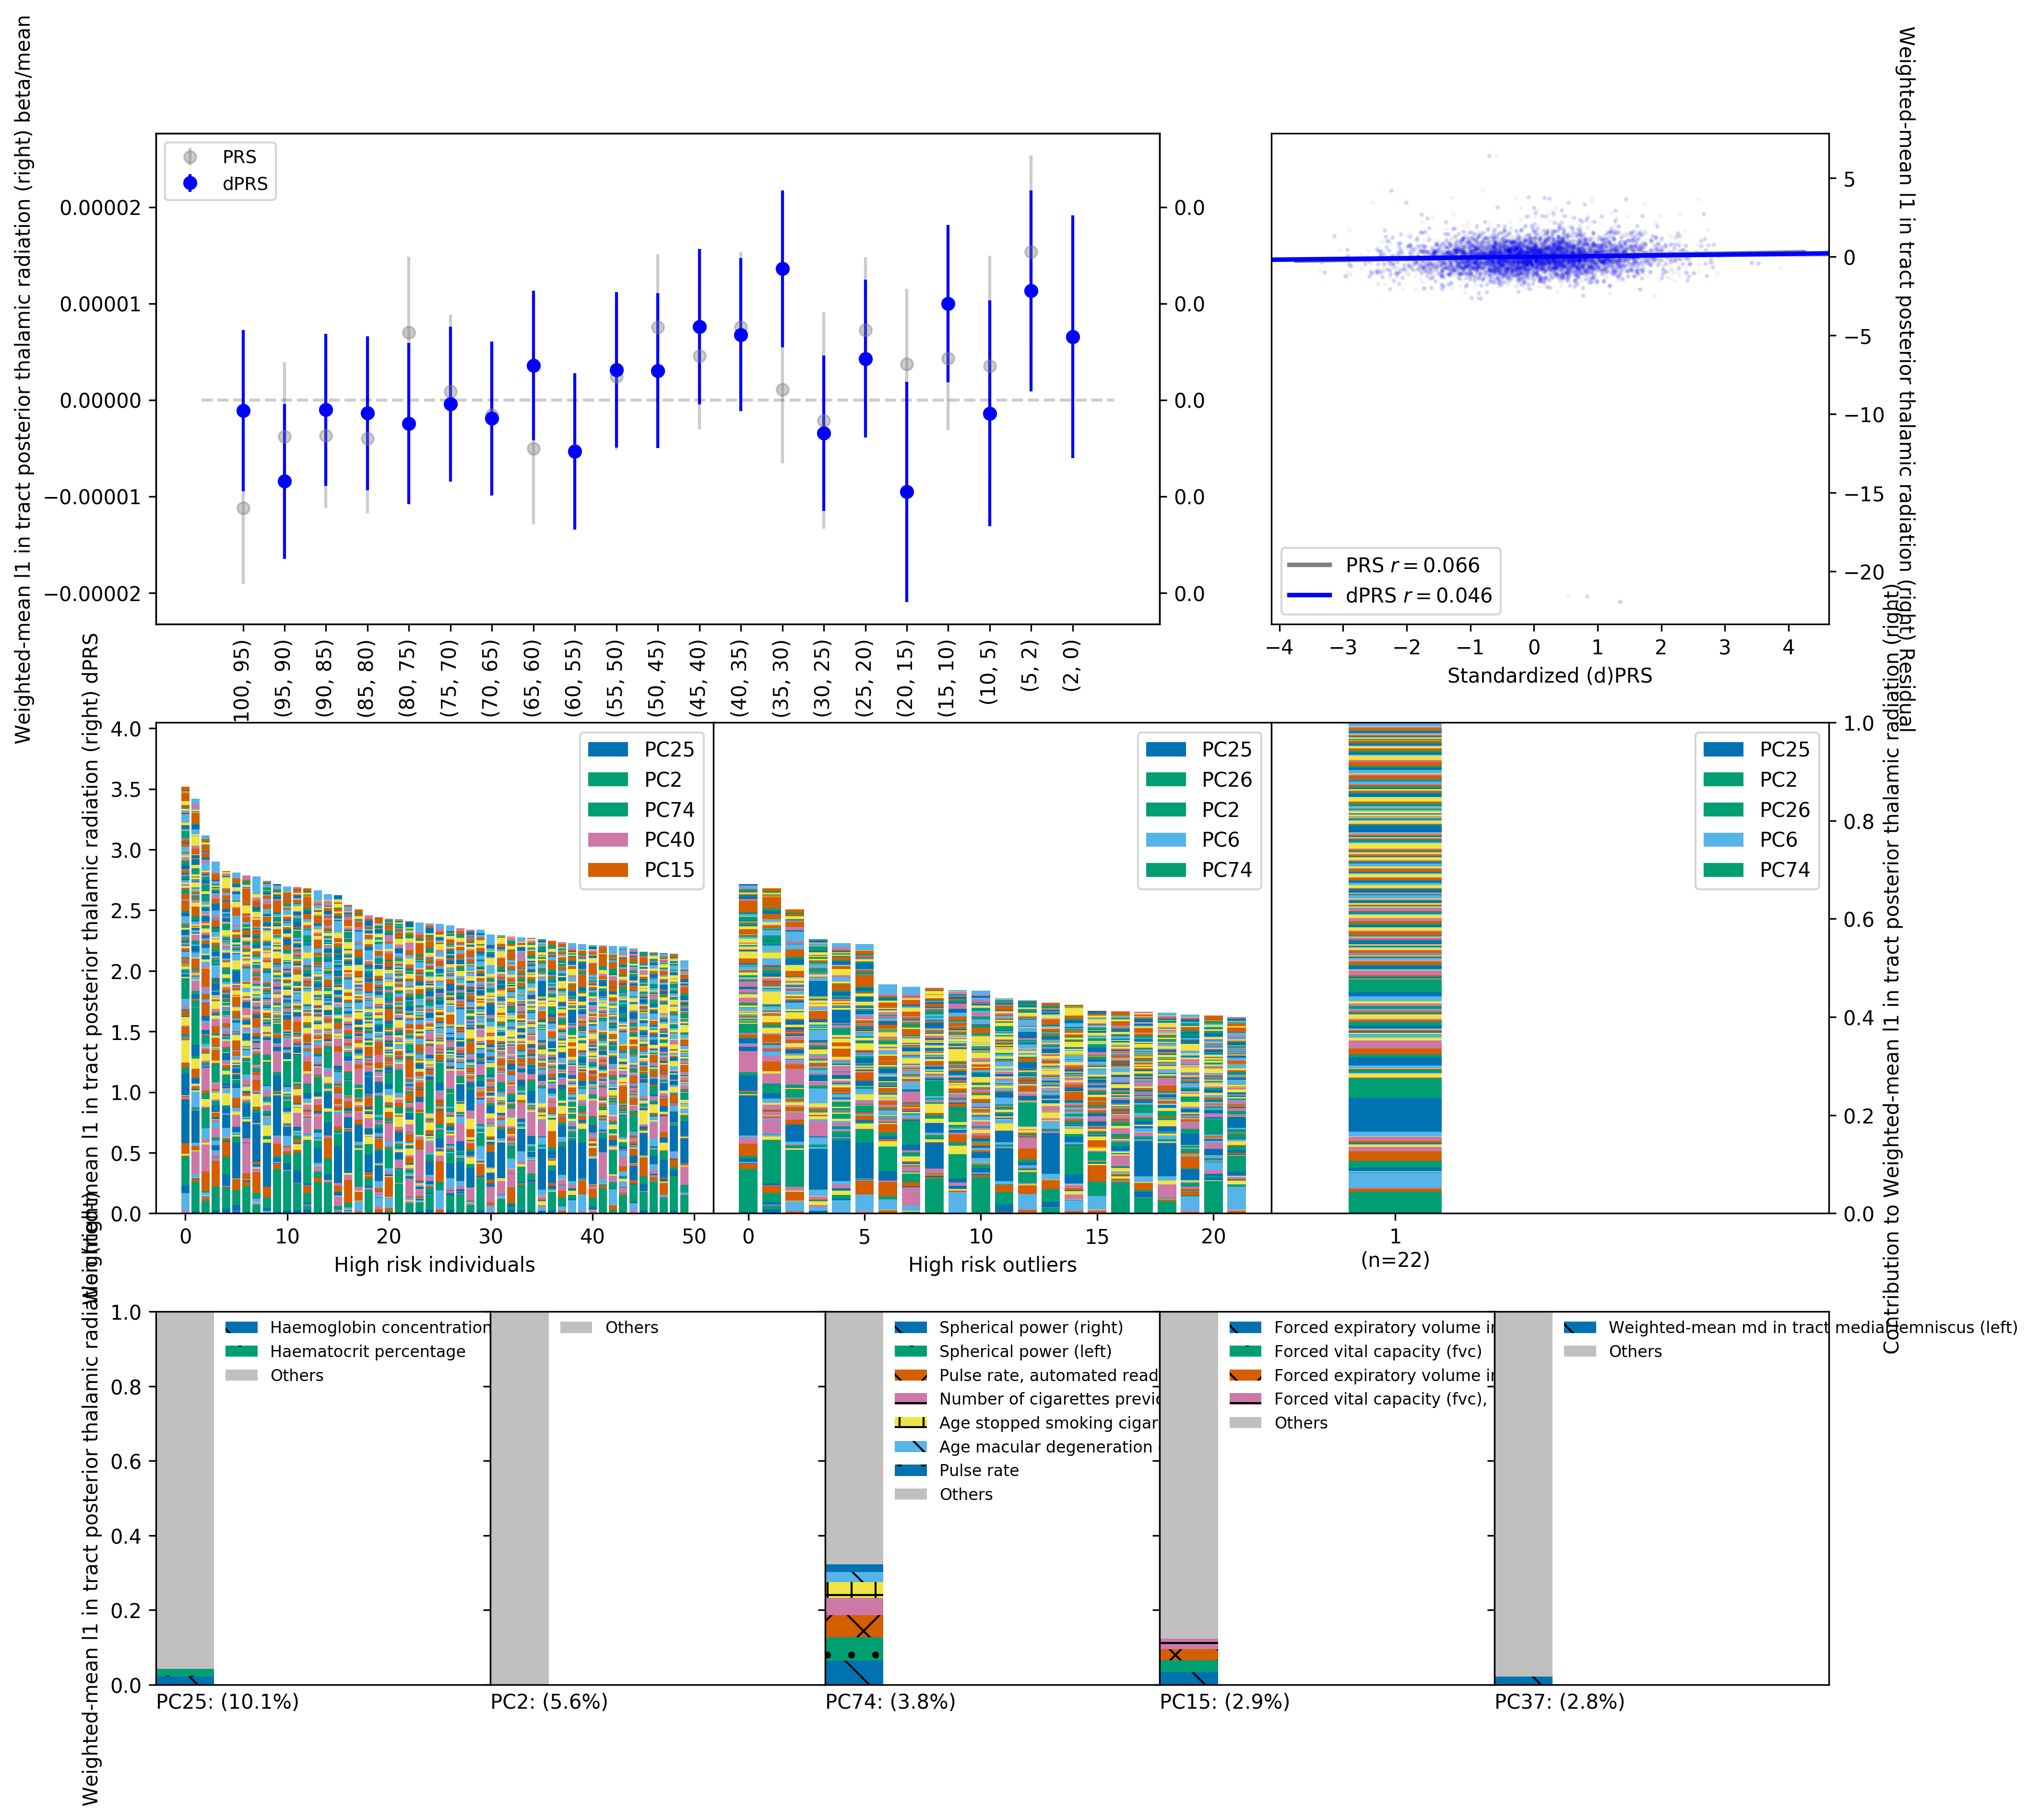 Weighted-mean l1 in tract posterior thalamic radiation (right) beta/mean
PRS
dPRS
0.00002
0.00001
0.00000
−0.00001
−0.00002
0.0
0.0
0.0
0.0
0.0
100, 95)
(95, 90)
(90, 85)
(85, 80)
(80, 75)
(75, 70)
(70, 65)
(65, 60)
(60, 55)
(55, 50)
(50, 45)
(45, 40)
(40, 35)
(35, 30)
(30, 25)
(25, 20)
(20, 15)
(15, 10)
(10, 5)
(5, 2)
(2, 0)
Weighted-mean l1 in tract posterior thalamic radiation (right) Residual
5
0
−5
−10
−15
−20
PRS r = 0.066
dPRS r = 0.046
−4 −3 −2 −1 0 1 2 3 4
Standardized (d)PRS
Weighted-mean l1 in tract posterior thalamic radiation (right) dPRS
4.0
3.5
3.0
2.5
2.0
1.5
1.0
0.5
0.0
PC25
PC2
PC74
PC40
PC15
0 10 20 30 40 50
High risk individuals
PC25
PC26
PC2
PC6
PC74
0 5 10 15 20
High risk outliers
PC25
PC2
PC26
PC6
PC74
1
(n=22)
1.0
0.8
0.6
0.4
0.2
0.0
Contribution to Weighted-mean l1 in tract posterior thalamic radiation (right)
Weighted-mean l1 in tract posterior thalamic radiation (right)
1.0
0.8
0.6
0.4
0.2
0.0
Haemoglobin concentration
Haematocrit percentage
Others
PC25: (10.1%)
Others
PC2: (5.6%)
Spherical power (right)
Spherical power (left)
Pulse rate, automated read
Number of cigarettes previo
Age stopped smoking cigar
Age macular degeneration
Pulse rate
Others
PC74: (3.8%)
Forced expiratory volume in
Forced vital capacity (fvc)
Forced expiratory volume in
Forced vital capacity (fvc),
Others
PC15: (2.9%)
Weighted-mean md in tract medial lemniscus (left)
Others
PC37: (2.8%)